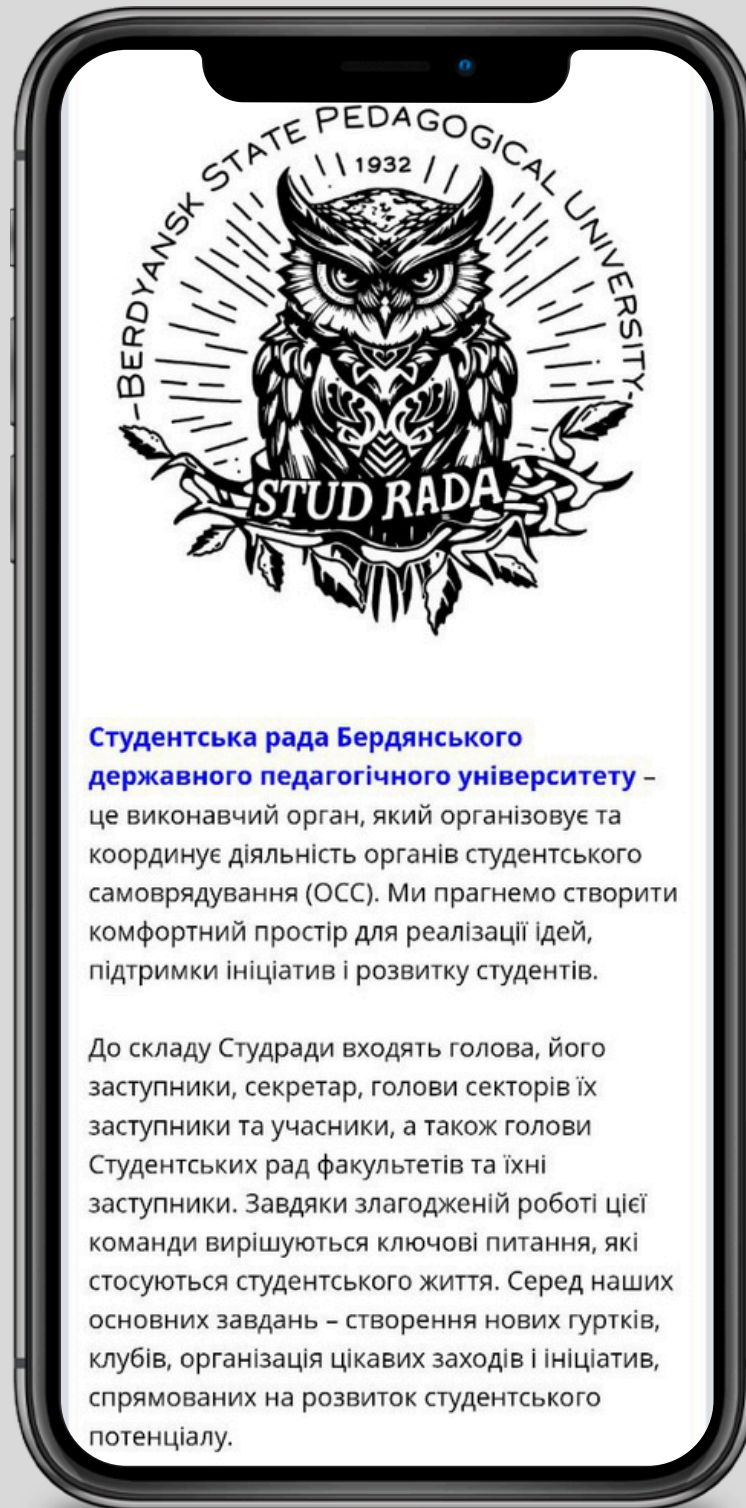 BERDYANSK STATE PEDAGOGICAL UNIVERSITY
1932
STUD RADA
Студентська рада Бердянського
державного педагогічного університету –
це виконавчий орган, який організовує та
координує діяльність органів студентського
самоврядування (ОСС). Ми прагнемо створити
комфортний простір для реалізації ідей,
підтримки ініціатив і розвитку студентів.
До складу Студради входять голова, його
заступники, секретар, голови секторів їх
заступники та учасники, а також голови
Студентських рад факультетів та їхні
заступники. Завдяки злагодженій роботі цієї
команди вирішуються ключові питання, які
стосуються студентського життя. Серед наших
основних завдань – створення нових гуртків,
клубів, організація цікавих заходів і ініціатив,
спрямованих на розвиток студентського
потенціалу.